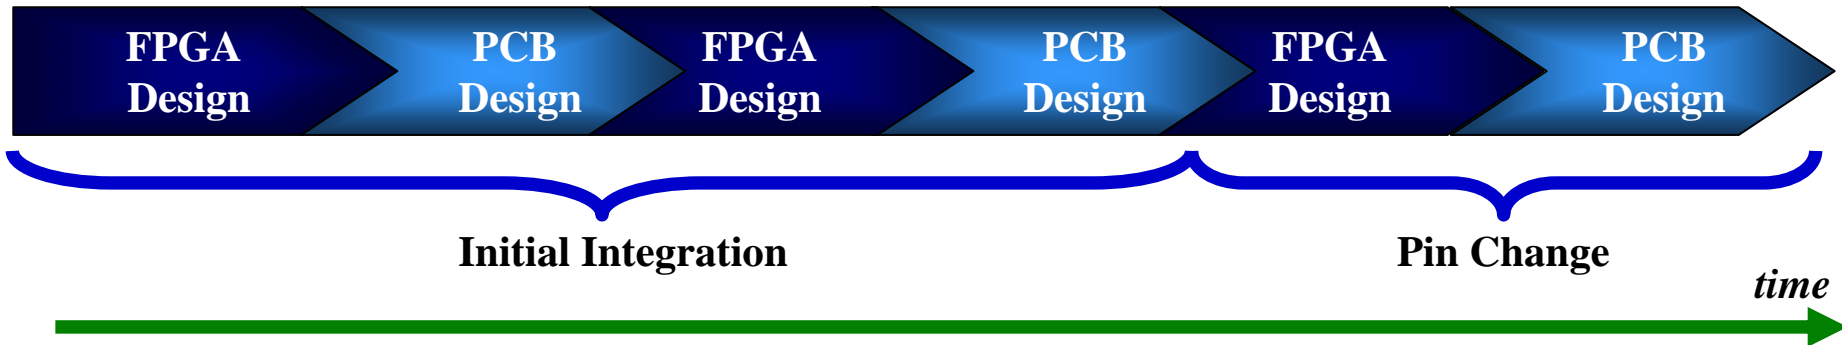 FPGA
Design
PCB
Design
FPGA
Design
PCB
Design
FPGA
Design
PCB
Design
Initial Integration
Pin Change
time